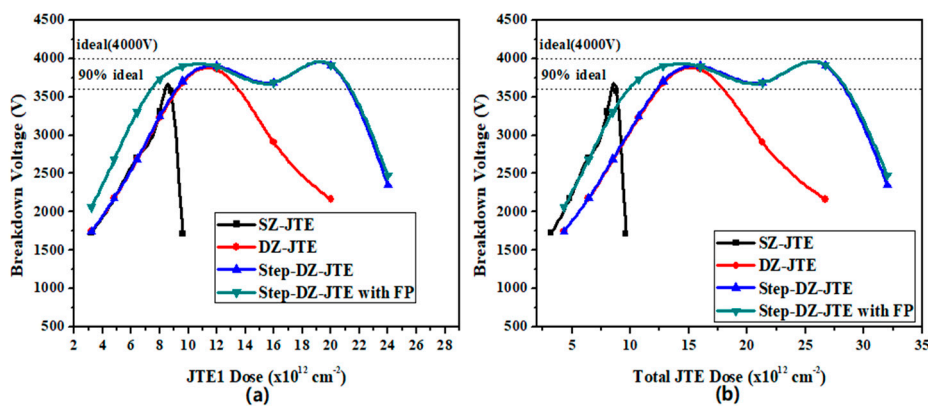 4500
4000
3500
3000
2500
2000
1500
1000
500
Breakdown Voltage (V)
ideal(4000V)
90% ideal
SZ-JTE
DZ-JTE
Step-DZ-JTE
Step-DZ-JTE with FP
2 4 6 8 10 12 14 16 18 20 22 24 26 28
JTE1 Dose (x10¹² cm⁻²)
(a)
4500
4000
3500
3000
2500
2000
1500
1000
500
Breakdown Voltage (V)
ideal(4000V)
90% ideal
SZ-JTE
DZ-JTE
Step-DZ-JTE
Step-DZ-JTE with FP
5 10 15 20 25 30 35
Total JTE Dose (x10¹² cm⁻²)
(b)